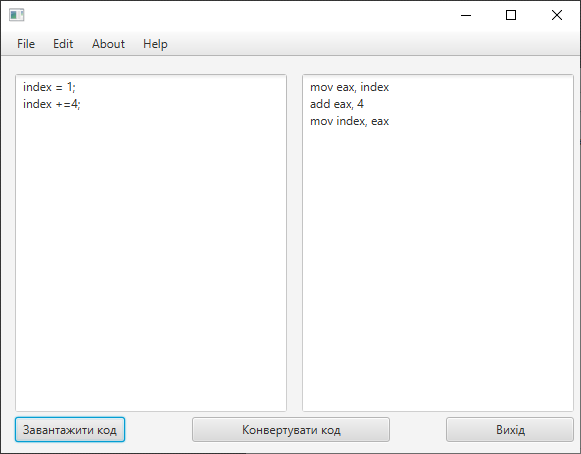 File Edit About Help
index = 1;
index +=4;
mov eax, index
add eax, 4
mov index, eax
Завантажити код
Конвертувати код
Вихід